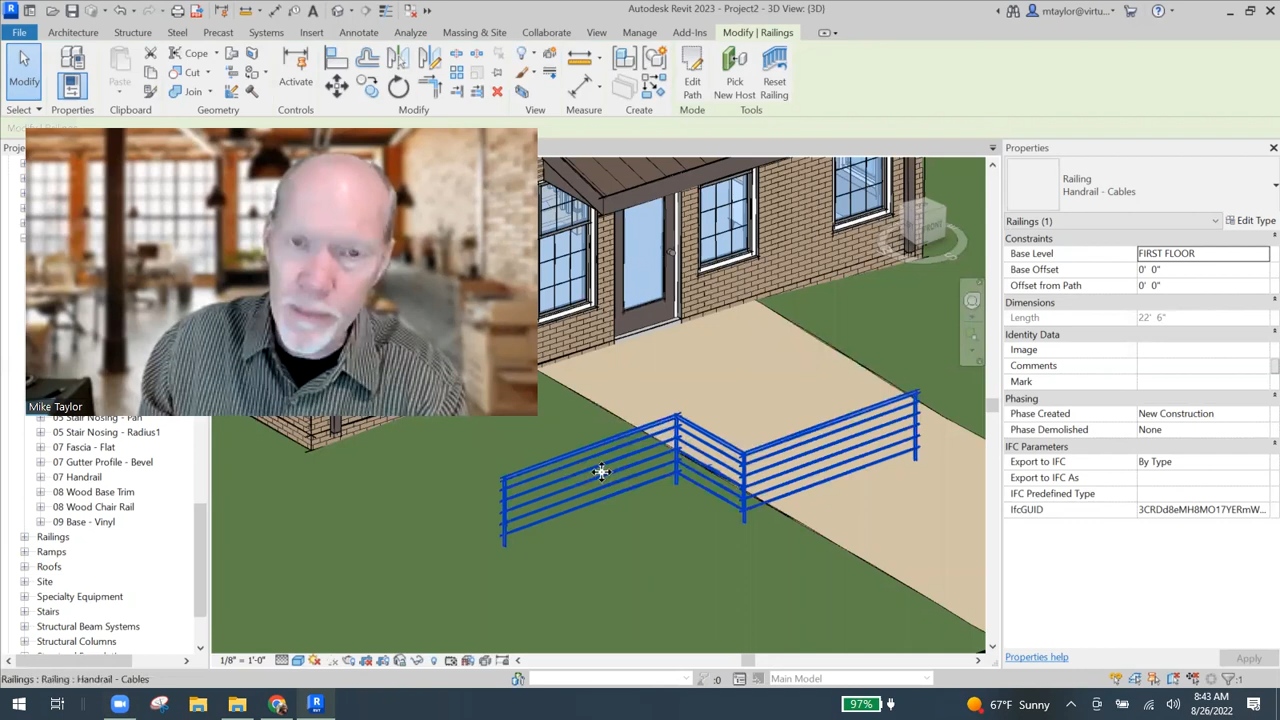 Autodesk Revit 2023 - Project2 - 3D View: {3D}
mtaylor@virtu...
File
Architecture
Structure
Steel
Precast
Systems
Insert
Annotate
Analyze
Massing & Site
Collaborate
View
Manage
Add-Ins
Modify | Railings
Modify
Paste
Cope
Cut
Join
Activate
Edit
Path
Pick
New Host
Reset
Railing
Select
Properties
Clipboard
Geometry
Controls
Modify
View
Measure
Create
Mode
Tools
Mike Taylor
05 Stair Nosing - Pan
05 Stair Nosing - Radius1
07 Fascia - Flat
07 Gutter Profile - Bevel
07 Handrail
08 Wood Base Trim
08 Wood Chair Rail
09 Base - Vinyl
Railings
Ramps
Roofs
Site
Specialty Equipment
Stairs
Structural Beam Systems
Structural Columns
FRONT
Properties
Railing
Handrail - Cables
Railings (1)
Edit Type
Constraints
Base Level FIRST FLOOR
Base Offset 0' 0"
Offset from Path 0' 0"
Dimensions
Length 22' 6"
Identity Data
Image
Comments
Mark
Phasing
Phase Created New Construction
Phase Demolished None
IFC Parameters
Export to IFC By Type
Export to IFC As
IFC Predefined Type
IfcGUID 3CRDd8eMH8MO17YERmW...
Properties help
Apply
1/8" = 1'-0"
Railings : Railing : Handrail - Cables
:0
Main Model
:1
97%
67°F Sunny
8:43 AM
8/26/2022